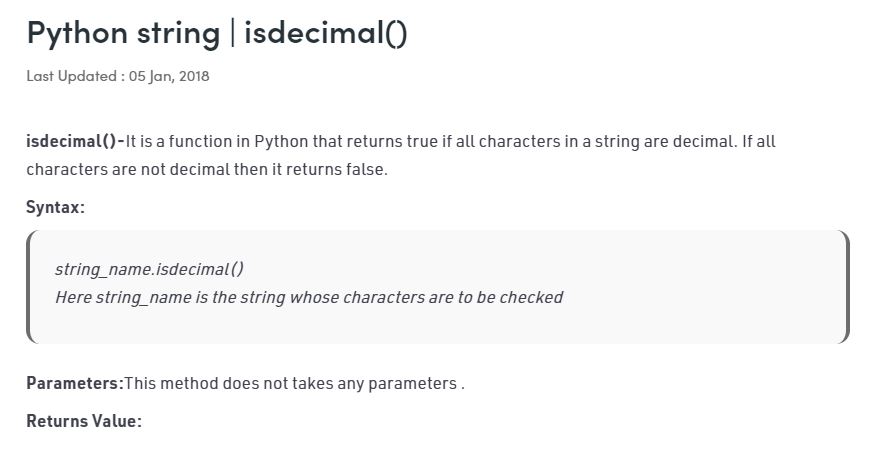 Python string | isdecimal()
Last Updated : 05 Jan, 2018
isdecimal()-It is a function in Python that returns true if all characters in a string are decimal. If all
characters are not decimal then it returns false.
Syntax:
string_name.isdecimal()
Here string_name is the string whose characters are to be checked
Parameters:This method does not takes any parameters .
Returns Value: